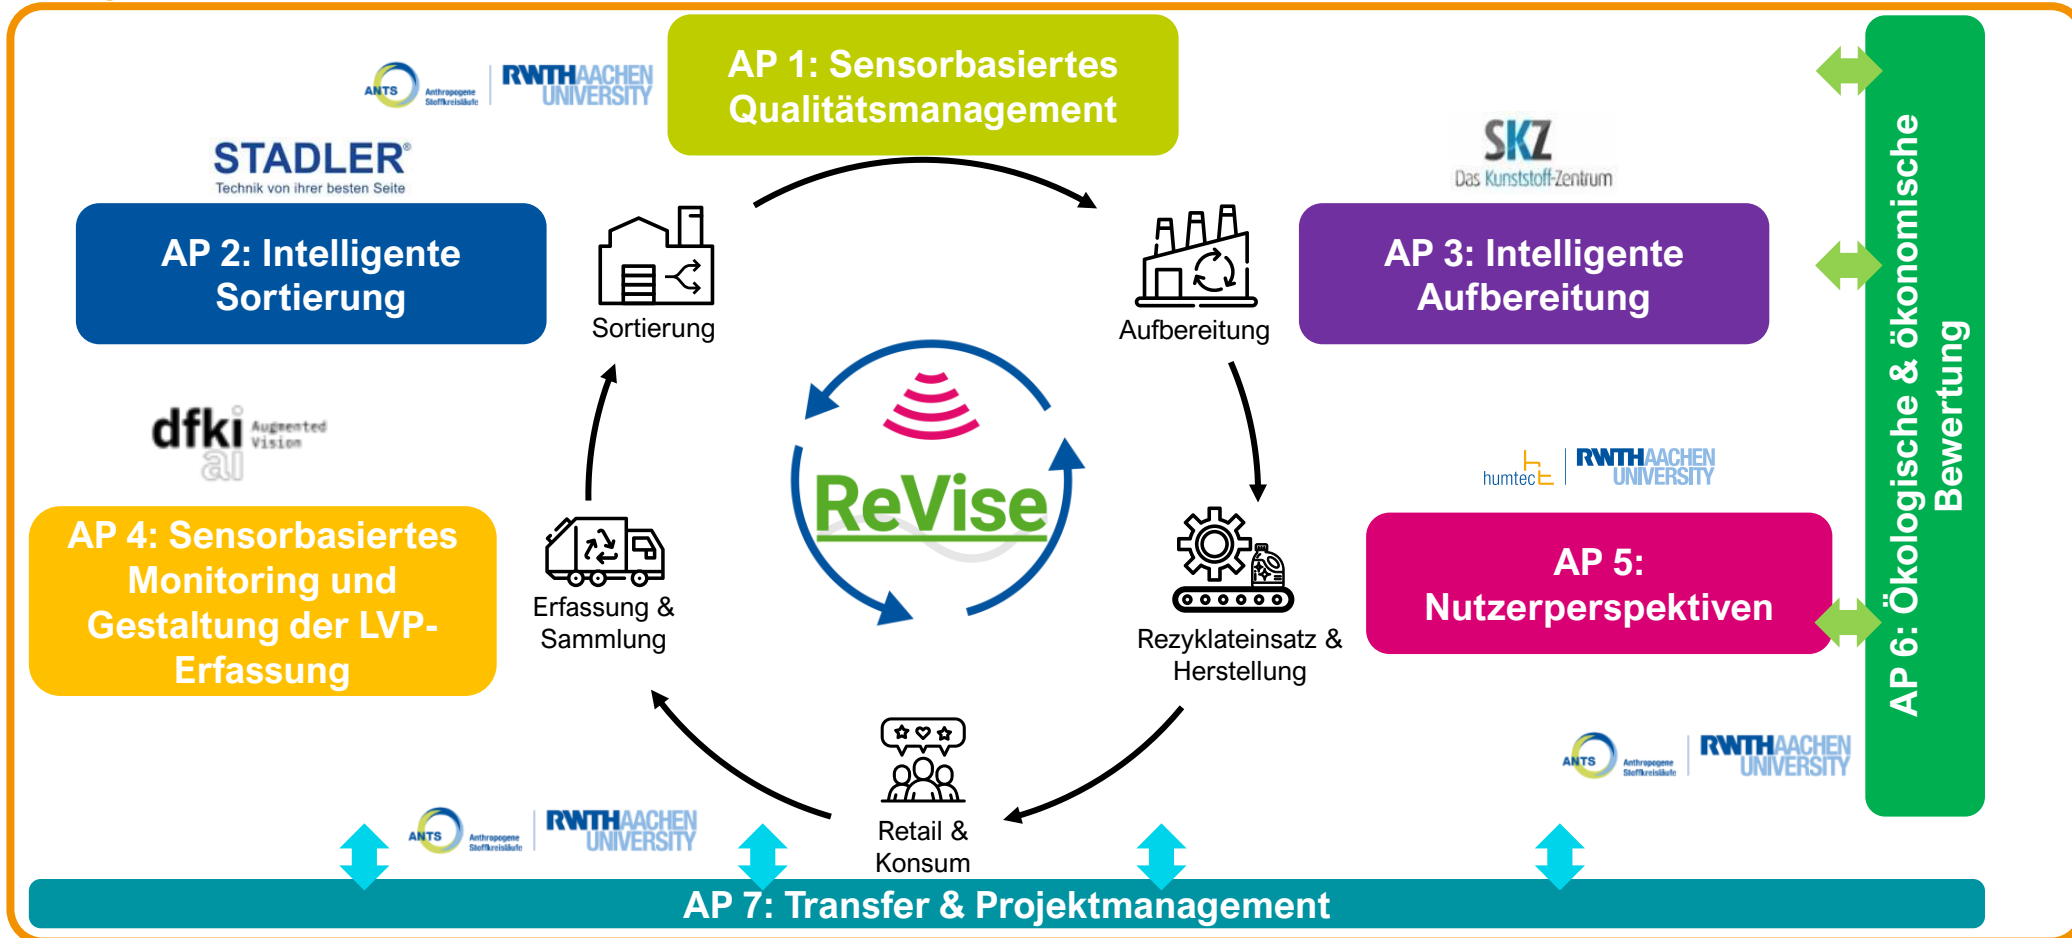 AP 1: Sensorbasiertes
Qualitätsmanagement
ANTS
Anthropogene
Stoffkreisläufe
RWTHAACHEN
UNIVERSITY
STADLER®
Technik von ihrer besten Seite
AP 2: Intelligente
Sortierung
Sortierung
SKZ
Das Kunststoff-Zentrum
AP 3: Intelligente
Aufbereitung
Aufbereitung
dfki
ai
Augmented
Vision
AP 4: Sensorbasiertes
Monitoring und
Gestaltung der LVP-
Erfassung
Erfassung &
Sammlung
ReVise
humtec
RWTHAACHEN
UNIVERSITY
AP 5:
Nutzerperspektiven
Rezyklateinsatz &
Herstellung
Retail &
Konsum
ANTS
Anthropogene
Stoffkreisläufe
RWTHAACHEN
UNIVERSITY
ANTS
Anthropogene
Stoffkreisläufe
RWTHAACHEN
UNIVERSITY
AP 6: Ökologische & ökonomische
Bewertung
AP 7: Transfer & Projektmanagement